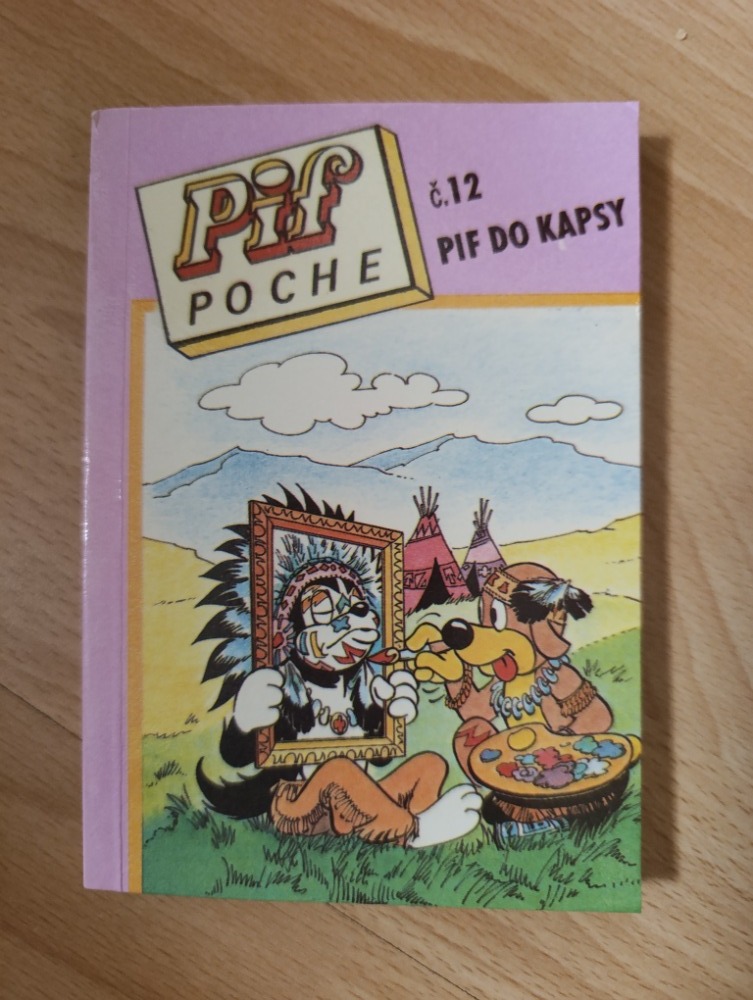 Pif
POCHE
č.12
PIF DO KAPSY